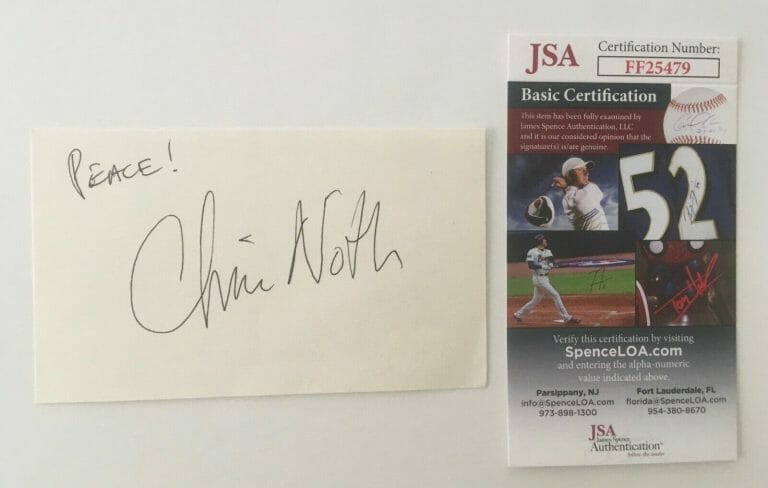 PEACE!
Chris Noth
JSA
Certification Number:
FF25479
Basic Certification
This item has been fully examined by
James Spence Authentication, LLC
and it is our considered opinion that the
signature(s) is/are genuine.
52
Verify this certification by visiting
SpenceLOA.com
and entering the alpha-numeric
value indicated above.
Parsippany, NJ
info@SpenceLOA.com
973-898-1300
Fort Lauderdale, FL
florida@SpenceLOA.com
954-380-8670
JSA
James Spence
Authentication
follow the leader